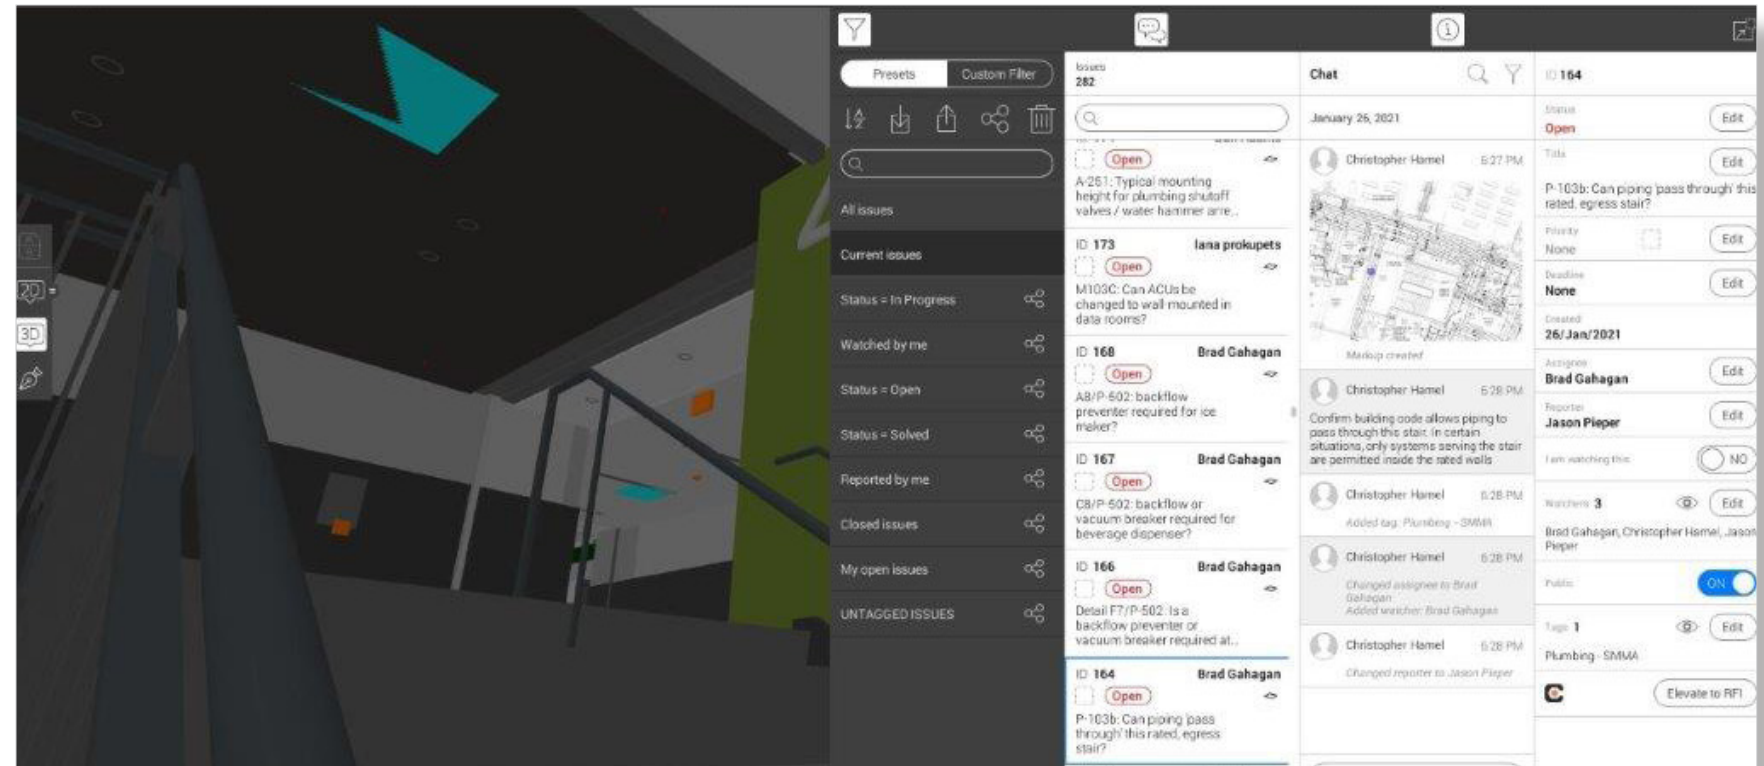 2D
3D
Presets
Custom Filter
All issues
Current issues
Status = In Progress
Watched by me
Status = Open
Status = Solved
Reported by me
Closed issues
My open issues
UNTAGGED ISSUES
Issues
282
Open
A-261: Typical mounting
height for plumbing shutoff
valves / water hammer arre...
ID 173 lana prokupets
Open
M103C: Can ACUs be
changed to wall mounted in
data rooms?
ID 168 Brad Gahagan
Open
A8/P-602: backflow
preventer required for ice
maker?
ID 167 Brad Gahagan
Open
C8/P-502: backflow or
vacuum breaker required for
beverage dispenser?
ID 166 Brad Gahagan
Open
Detail F7/P-502: Is a
backflow preventer or
vacuum breaker required at...
ID 164 Brad Gahagan
Open
P-103b: Can piping 'pass
through' this rated, egress
stair?
Chat
January 26, 2021
Christopher Hamel 6:27 PM
Markup created
Christopher Hamel 6:28 PM
Confirm building code allows piping to
pass through this stair. In certain
situations, only systems serving the stair
are permitted inside the rated walls
Christopher Hamel 6:28 PM
Added tag: Plumbing - SMMA
Christopher Hamel 6:28 PM
Changed assignee to Brad
Gahagan
Added watcher: Brad Gahagan
Christopher Hamel 6:28 PM
Changed reporter to Jason Pieper
ID 164
Status
Open
Edit
Title
Edit
P-103b: Can piping 'pass through' this
rated, egress stair?
Priority
None
Edit
Deadline
None
Edit
Created
26/Jan/2021
Assignee
Brad Gahagan
Edit
Reporter
Jason Pieper
Edit
I am watching this
NO
Watchers 3
Edit
Brad Gahagan, Christopher Hamel, Jason
Pieper
Public
ON
Tags 1
Edit
Plumbing - SMMA
Elevate to RFI